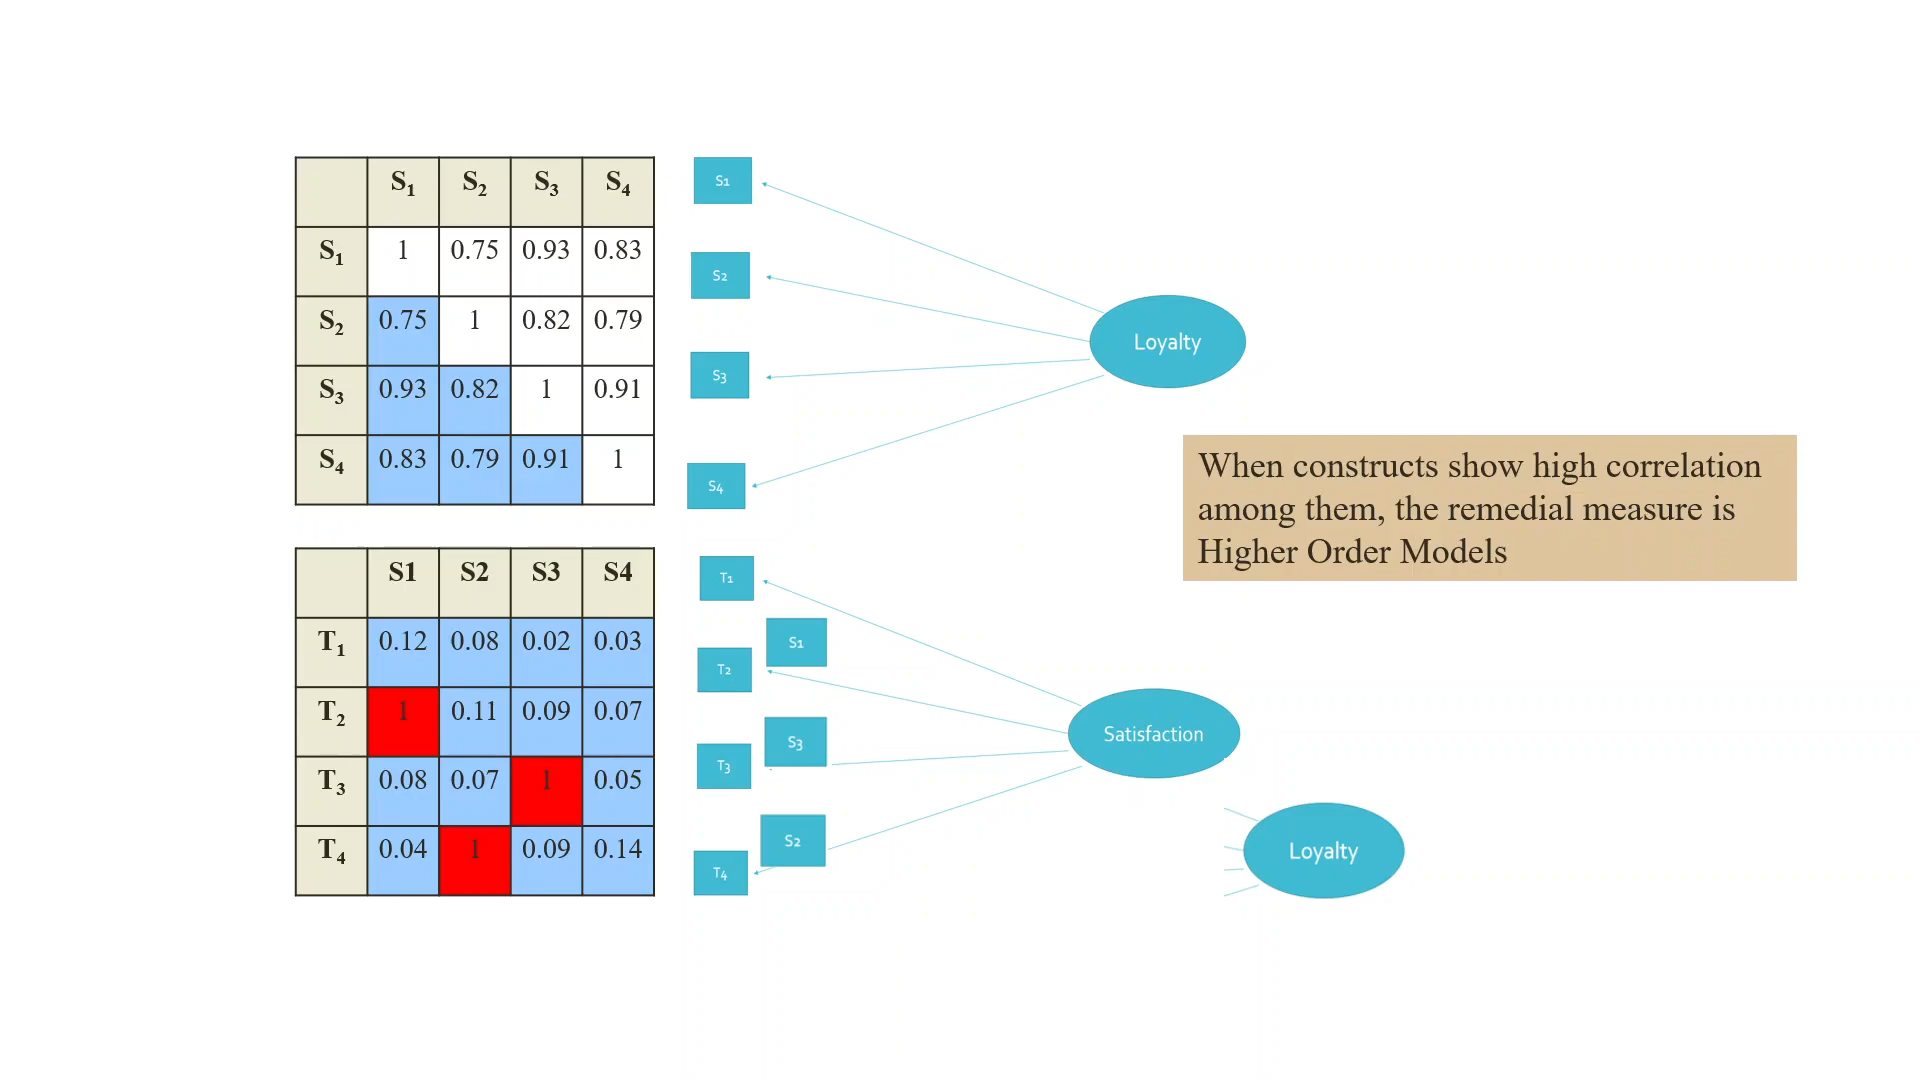 S₁ S₂ S₃ S₄
S₁ 1 0.75 0.93 0.83
S₂ 0.75 1 0.82 0.79
S₃ 0.93 0.82 1 0.91
S₄ 0.83 0.79 0.91 1
S1
S2
S3
S4
Loyalty
When constructs show high correlation
among them, the remedial measure is
Higher Order Models
S1 S2 S3 S4
T₁ 0.12 0.08 0.02 0.03
T₂ 1 0.11 0.09 0.07
T₃ 0.08 0.07 1 0.05
T₄ 0.04 1 0.09 0.14
T1
S1
T2
S3
T3
S2
T4
Satisfaction
Loyalty